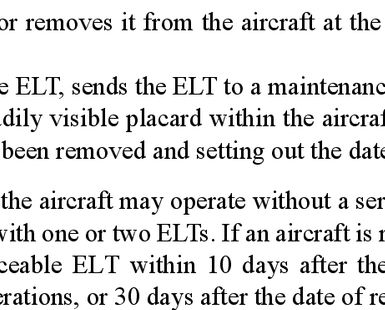 or removes it from the aircraft at the
e ELT, sends the ELT to a maintenanc
dily visible placard within the aircraf
been removed and setting out the date
the aircraft may operate without a ser
with one or two ELTs. If an aircraft is r
ceable ELT within 10 days after the
erations, or 30 days after the date of re